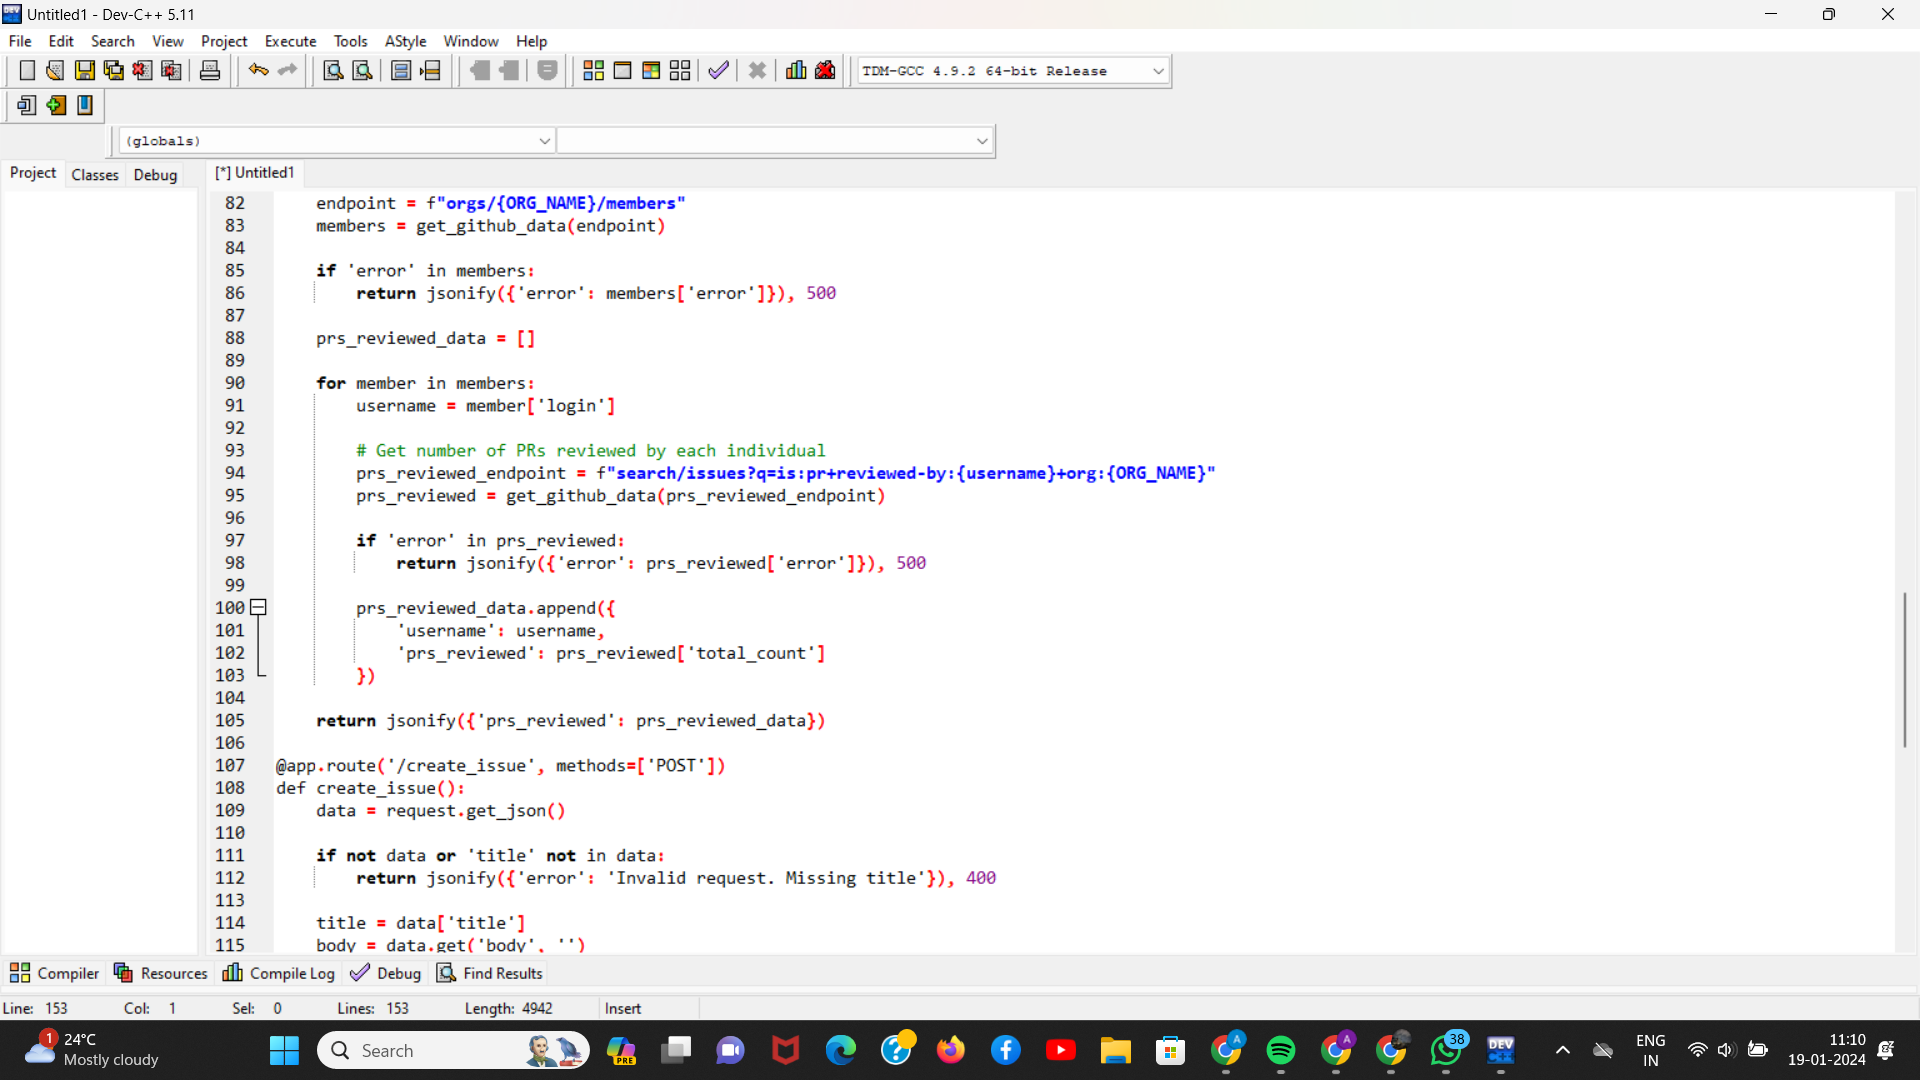 Untitled1 - Dev-C++ 5.11
File Edit Search View Project Execute Tools AStyle Window Help
TDM-GCC 4.9.2 64-bit Release
(globals)
Project Classes Debug [*] Untitled1
82 endpoint = f"orgs/{ORG_NAME}/members"
83 members = get_github_data(endpoint)
84
85 if 'error' in members:
86 return jsonify({'error': members['error']}), 500
87
88 prs_reviewed_data = []
89
90 for member in members:
91 username = member['login']
92
93 # Get number of PRs reviewed by each individual
94 prs_reviewed_endpoint = f"search/issues?q=is:pr+reviewed-by:{username}+org:{ORG_NAME}"
95 prs_reviewed = get_github_data(prs_reviewed_endpoint)
96
97 if 'error' in prs_reviewed:
98 return jsonify({'error': prs_reviewed['error']}), 500
99
100 prs_reviewed_data.append({
101 'username': username,
102 'prs_reviewed': prs_reviewed['total_count']
103 })
104
105 return jsonify({'prs_reviewed': prs_reviewed_data})
106
107 @app.route('/create_issue', methods=['POST'])
108 def create_issue():
109 data = request.get_json()
110
111 if not data or 'title' not in data:
112 return jsonify({'error': 'Invalid request. Missing title'}), 400
113
114 title = data['title']
115 body = data.get('body', '')
Compiler Resources Compile Log Debug Find Results
Line: 153 Col: 1 Sel: 0 Lines: 153 Length: 4942 Insert
1 24°C
Mostly cloudy
Search
PRE
A
A
38
DEV
C++
ENG
IN
11:10
19-01-2024